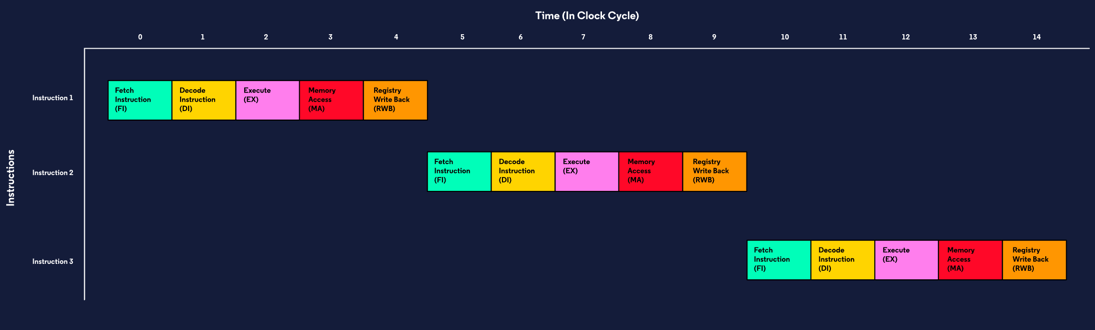 Time (In Clock Cycle)
0 1 2 3 4 5 6 7 8 9 10 11 12 13 14
Instructions
Instruction 1
Fetch
Instruction
(FI)
Decode
Instruction
(DI)
Execute
(EX)
Memory
Access
(MA)
Registry
Write Back
(RWB)
Instruction 2
Fetch
Instruction
(FI)
Decode
Instruction
(DI)
Execute
(EX)
Memory
Access
(MA)
Registry
Write Back
(RWB)
Instruction 3
Fetch
Instruction
(FI)
Decode
Instruction
(DI)
Execute
(EX)
Memory
Access
(MA)
Registry
Write Back
(RWB)